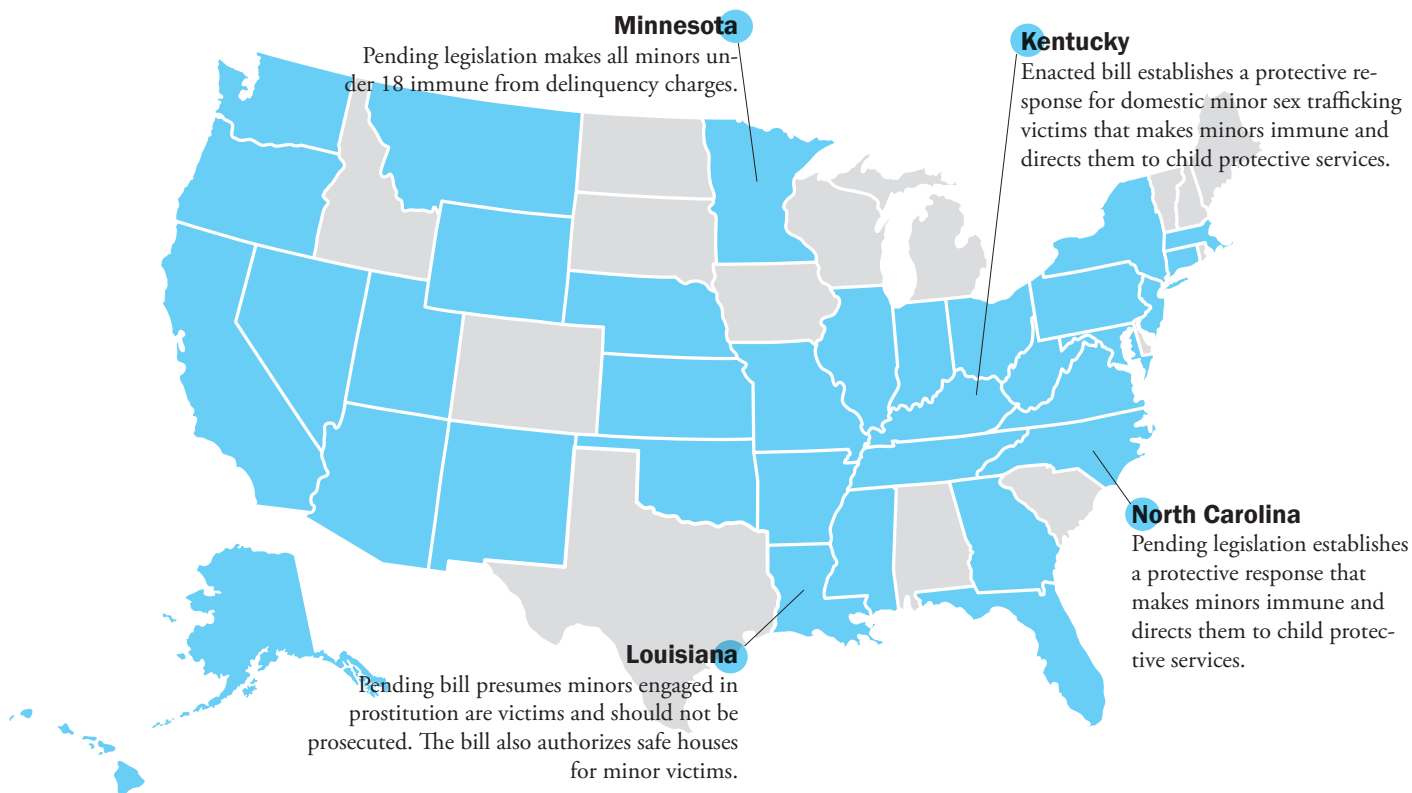 Minnesota
Pending legislation makes all minors un-
der 18 immune from delinquency charges.
Kentucky
Enacted bill establishes a protective re-
sponse for domestic minor sex trafficking
victims that makes minors immune and
directs them to child protective services.
North Carolina
Pending legislation establishes
a protective response that
makes minors immune and
directs them to child protec-
tive services.
Louisiana
Pending bill presumes minors engaged in
prostitution are victims and should not be
prosecuted. The bill also authorizes safe houses
for minor victims.